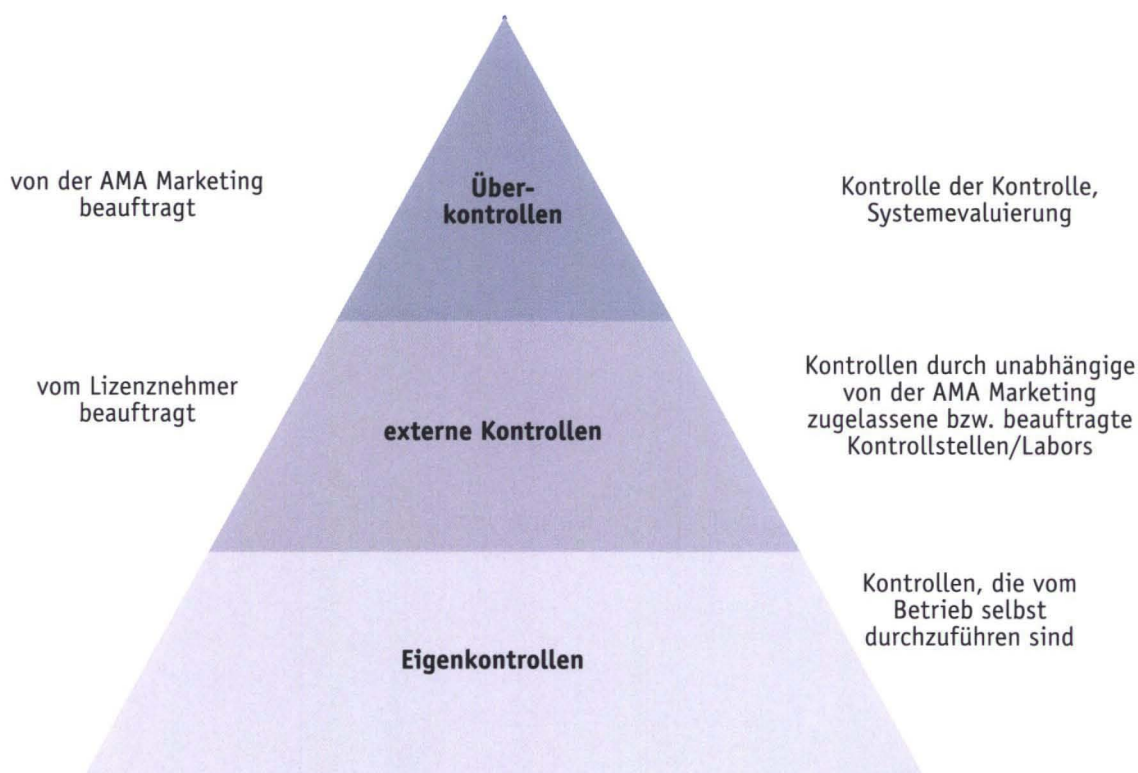 von der AMA Marketing
beauftragt
Über-
kontrollen
Kontrolle der Kontrolle,
Systemevaluierung
vom Lizenznehmer
beauftragt
externe Kontrollen
Kontrollen durch unabhängige
von der AMA Marketing
zugelassene bzw. beauftragte
Kontrollstellen/Labors
Eigenkontrollen
Kontrollen, die vom
Betrieb selbst
durchzuführen sind